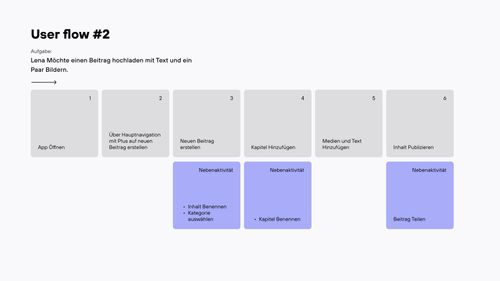 User flow #2
Aufgabe:
Lena Möchte einen Beitrag hochladen mit Text und ein
Paar Bildern.
1
App Öffnen
2
Über Hauptnavigation
mit Plus auf neuen
Beitrag erstellen
3
Neuen Beitrag
erstellen
4
Kapitel Hinzufügen
5
Medien und Text
Hinzufügen
6
Inhalt Publizieren
Nebenaktivität
• Inhalt Benennen
• Kategorie
auswählen
Nebenaktivität
• Kapitel Benennen
Nebenaktivität
Beitrag Teilen